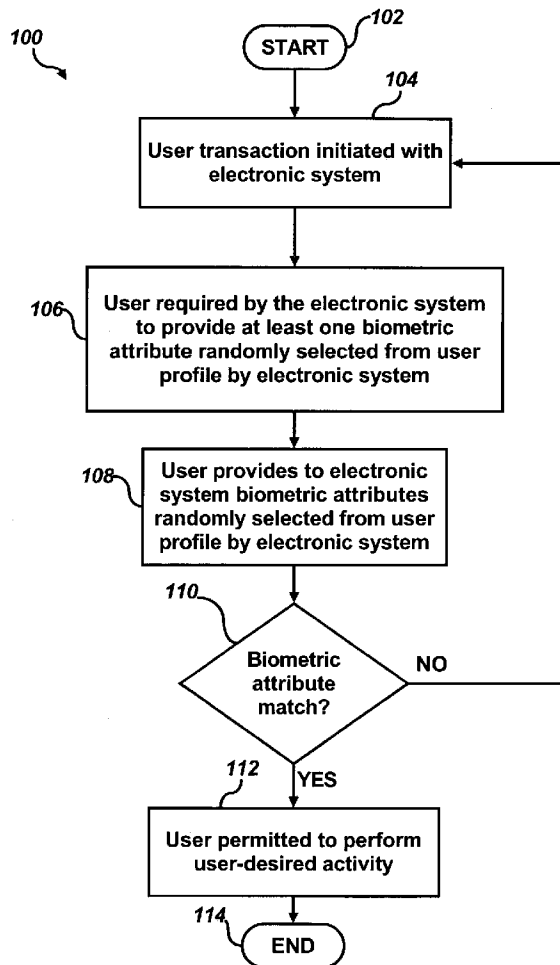 102
START
100
104
User transaction initiated with
electronic system
106
User required by the electronic system
to provide at least one biometric
attribute randomly selected from user
profile by electronic system
108
User provides to electronic
system biometric attributes
randomly selected from user
profile by electronic system
110
Biometric
attribute
match?
NO
YES
112
User permitted to perform
user-desired activity
114
END